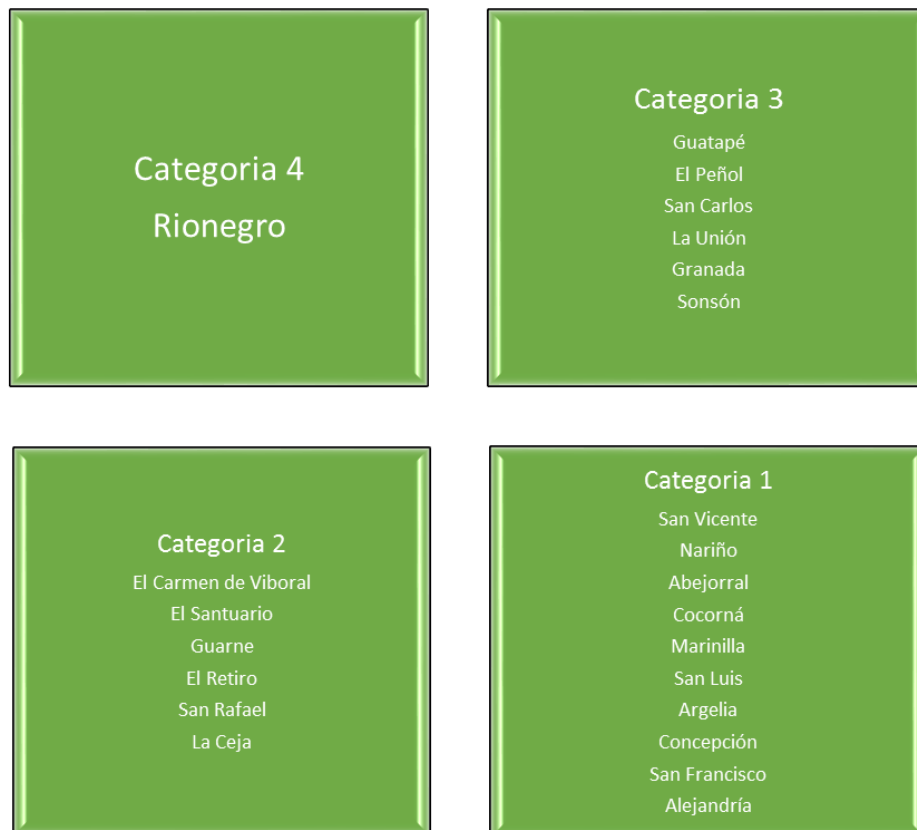 Categoria 4
Rionegro
Categoria 3
Guatapé
El Peñol
San Carlos
La Unión
Granada
Sonsón
Categoria 2
El Carmen de Viboral
El Santuario
Guarne
El Retiro
San Rafael
La Ceja
Categoria 1
San Vicente
Nariño
Abejorral
Cocorná
Marinilla
San Luis
Argelia
Concepción
San Francisco
Alejandría